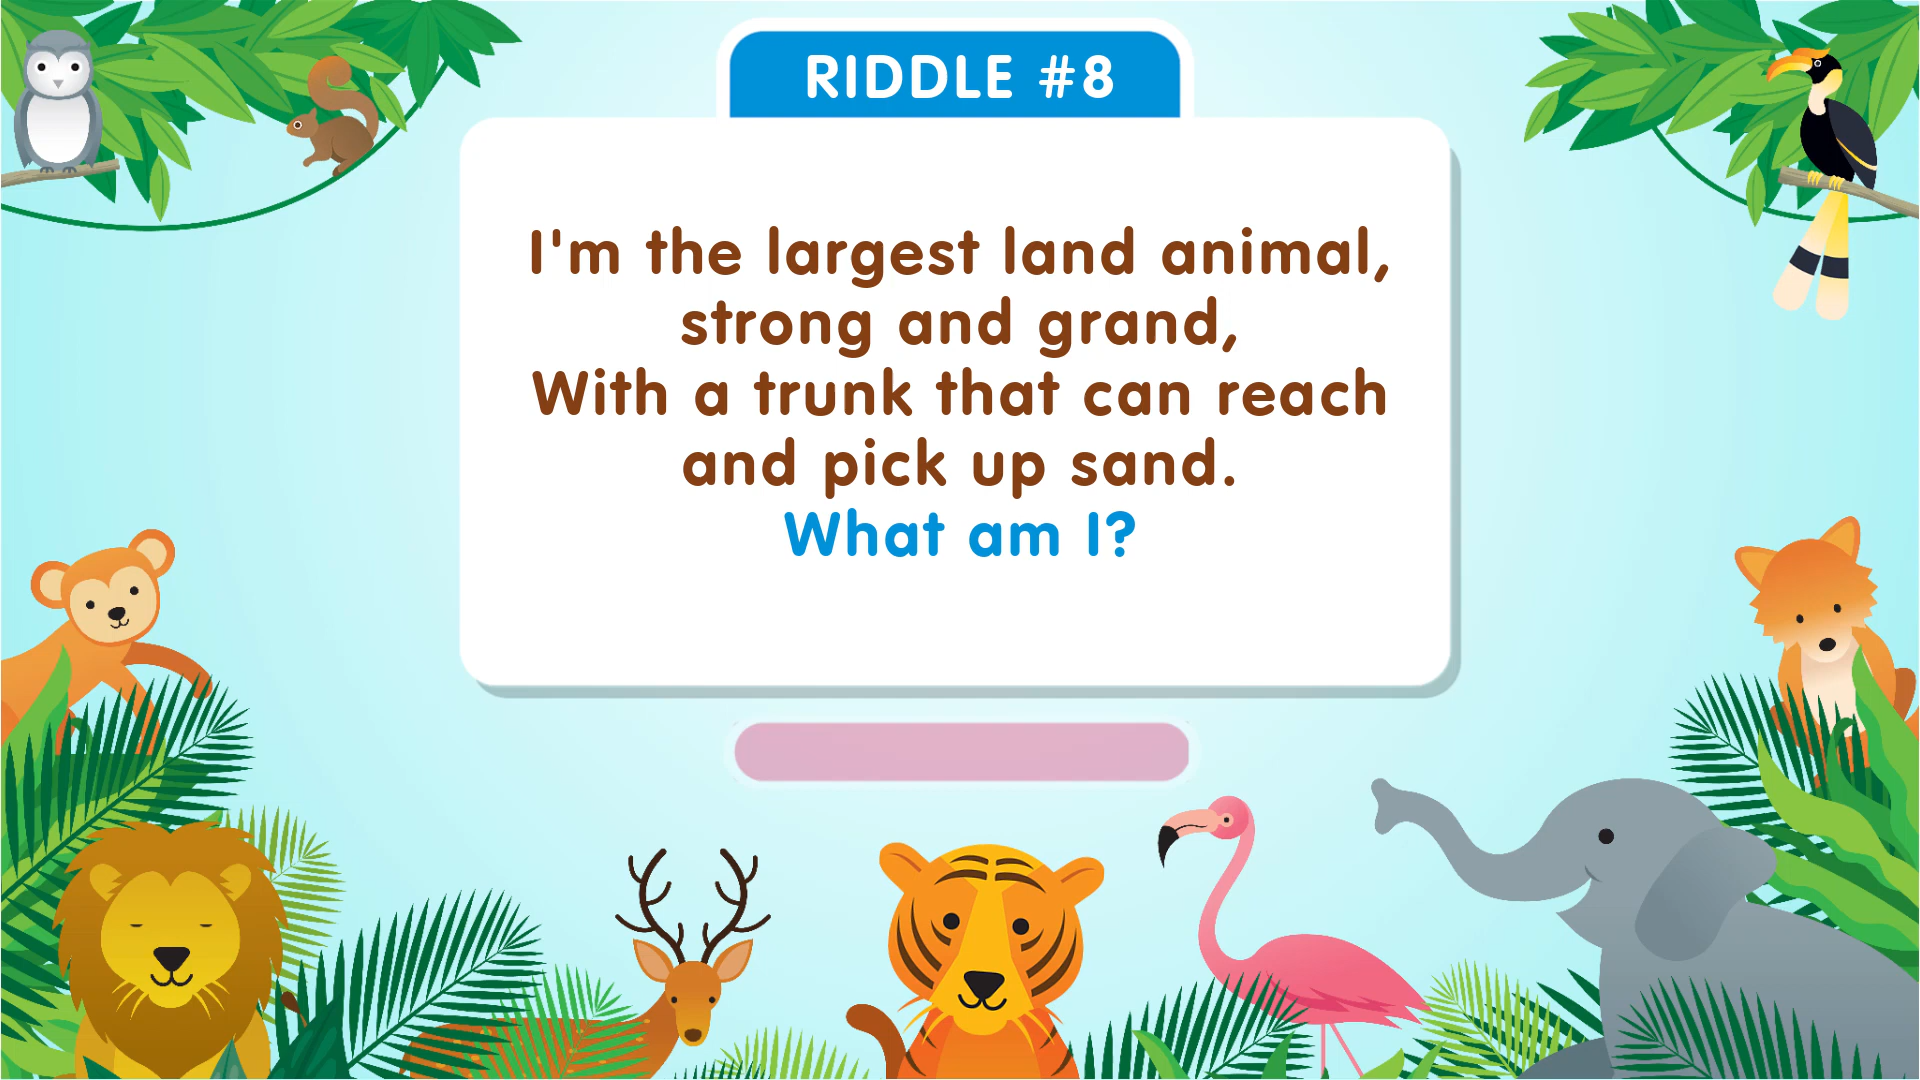 RIDDLE #8
I'm the largest land animal,
strong and grand,
With a trunk that can reach
and pick up sand.
What am I?